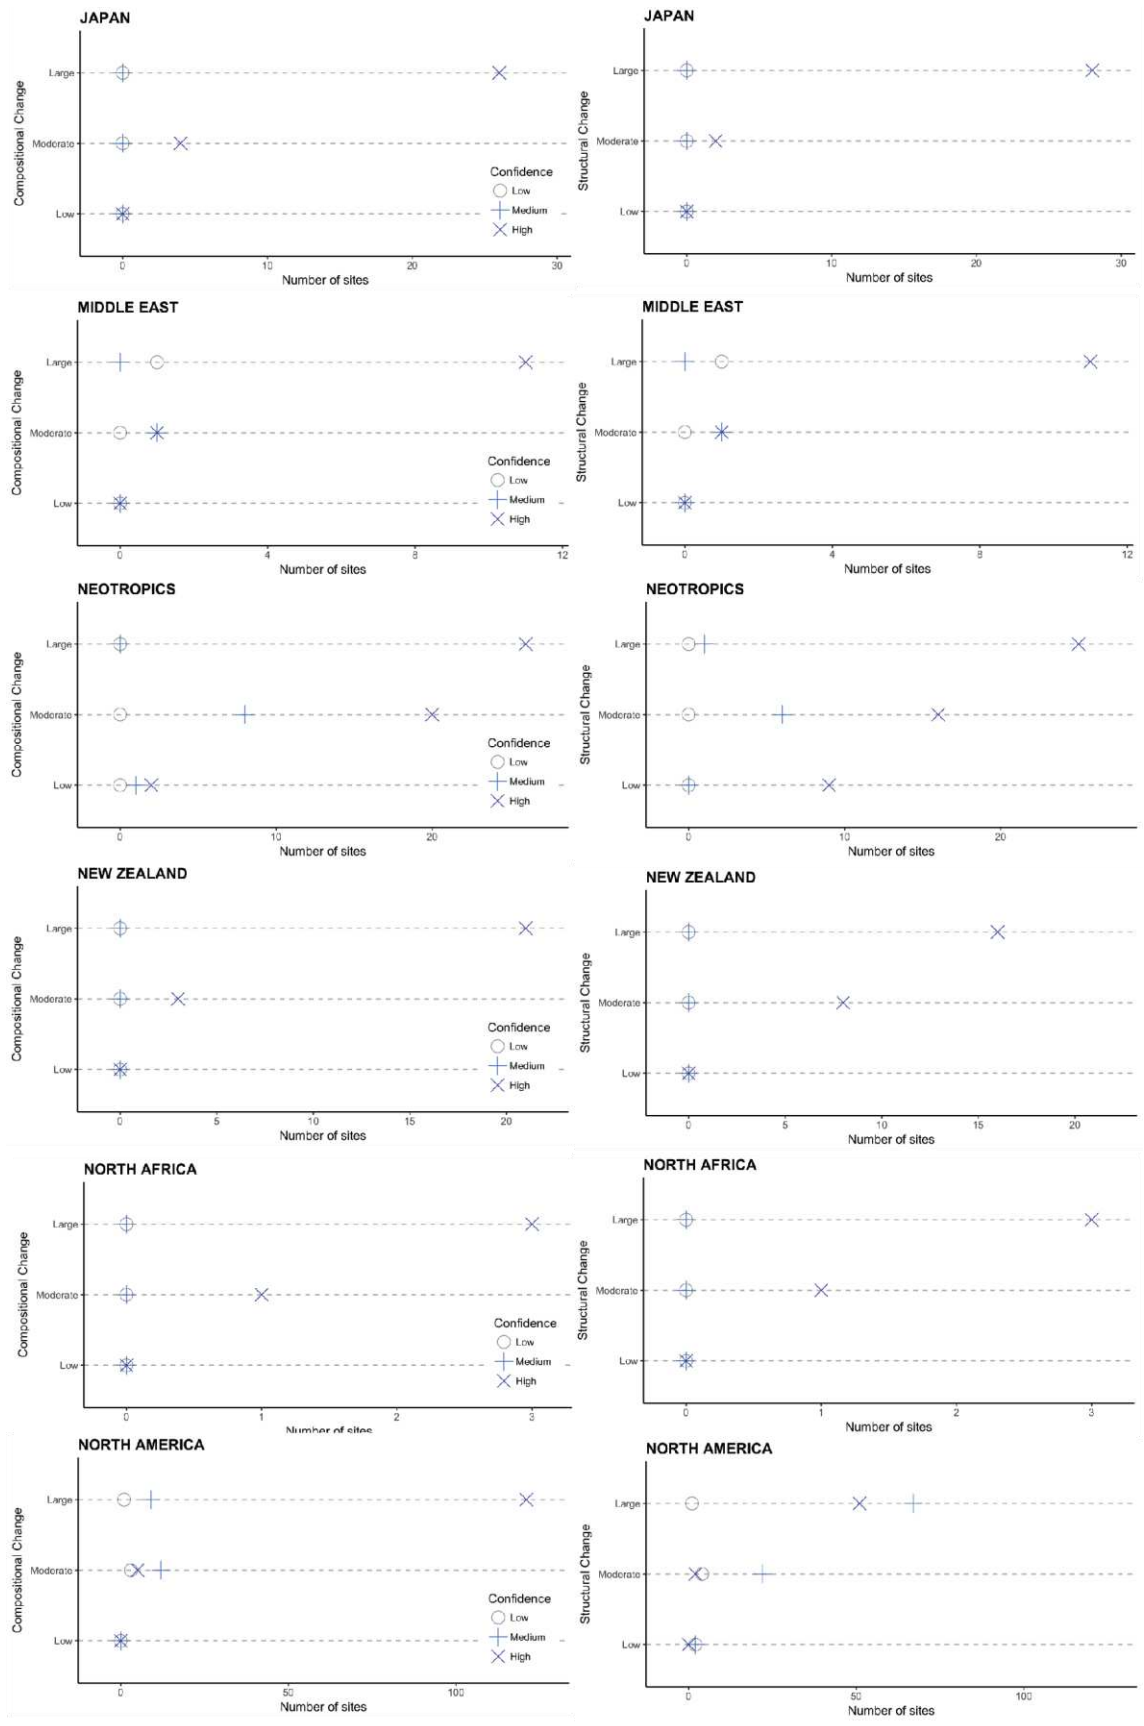 JAPAN
Compositional Change
Large
Moderate
Low
Confidence
Low
Medium
High
0 10 20 30
Number of sites
JAPAN
Structural Change
Large
Moderate
Low
0 10 20 30
Number of sites
MIDDLE EAST
Compositional Change
Large
Moderate
Low
Confidence
Low
Medium
High
0 4 8 12
Number of sites
MIDDLE EAST
Structural Change
Large
Moderate
Low
0 4 8 12
Number of sites
NEOTROPICS
Compositional Change
Large
Moderate
Low
Confidence
Low
Medium
High
0 10 20
Number of sites
NEOTROPICS
Structural Change
Large
Moderate
Low
0 10 20
Number of sites
NEW ZEALAND
Compositional Change
Large
Moderate
Low
Confidence
Low
Medium
High
0 5 10 15 20
Number of sites
NEW ZEALAND
Structural Change
Large
Moderate
Low
0 5 10 15 20
Number of sites
NORTH AFRICA
Compositional Change
Large
Moderate
Low
Confidence
Low
Medium
High
0 1 2 3
Number of sites
NORTH AFRICA
Structural Change
Large
Moderate
Low
0 1 2 3
Number of sites
NORTH AMERICA
Compositional Change
Large
Moderate
Low
Confidence
Low
Medium
High
0 50 100
Number of sites
NORTH AMERICA
Structural Change
Large
Moderate
Low
0 50 100
Number of sites